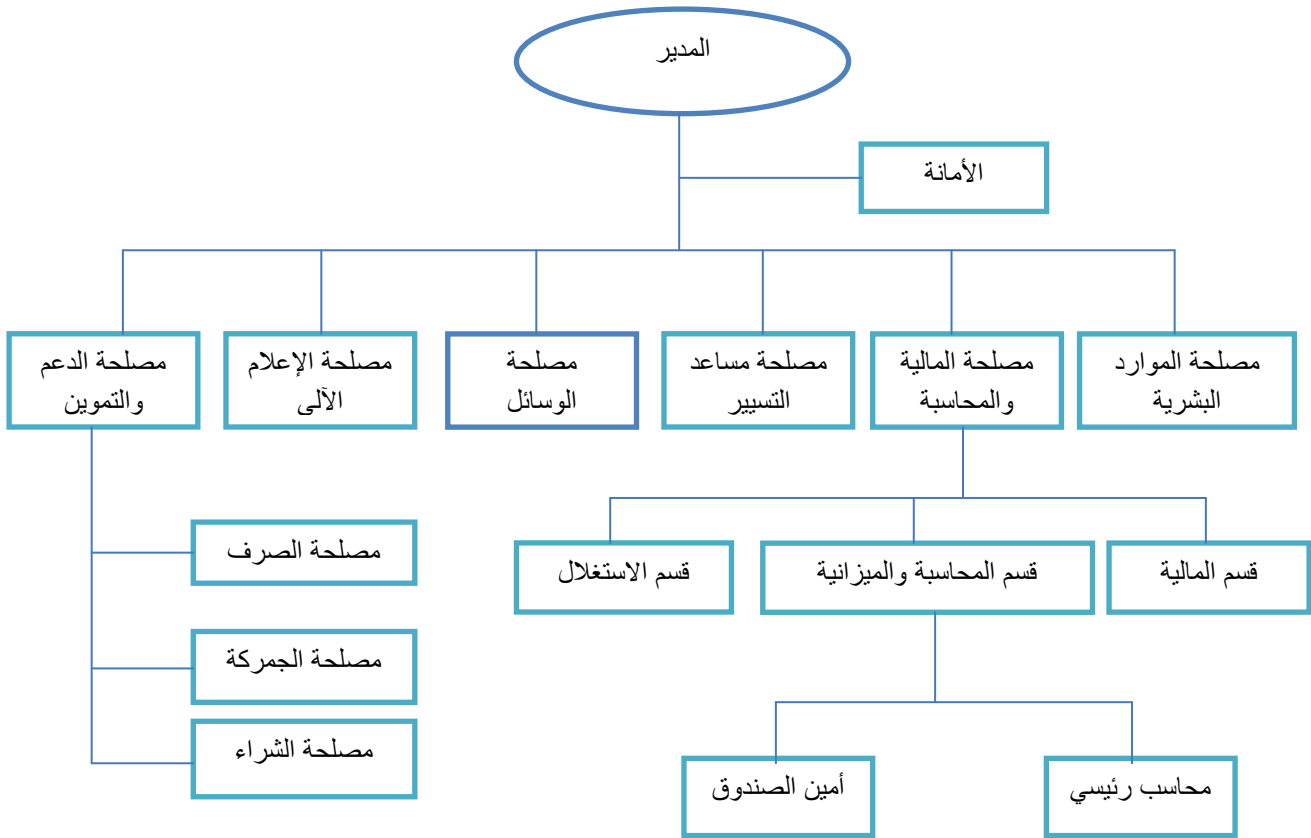 المدير
الأمانة
مصلحة الموارد
البشرية
مصلحة المالية
والمحاسبة
مصلحة مساعد
التسيير
مصلحة
الوسائل
مصلحة الإعلام
الآلى
مصلحة الدعم
والتموين
قسم المالية
قسم المحاسبة والميزانية
قسم الاستغلال
مصلحة الصرف
مصلحة الجمركة
مصلحة الشراء
محاسب رئيسي
أمين الصندوق